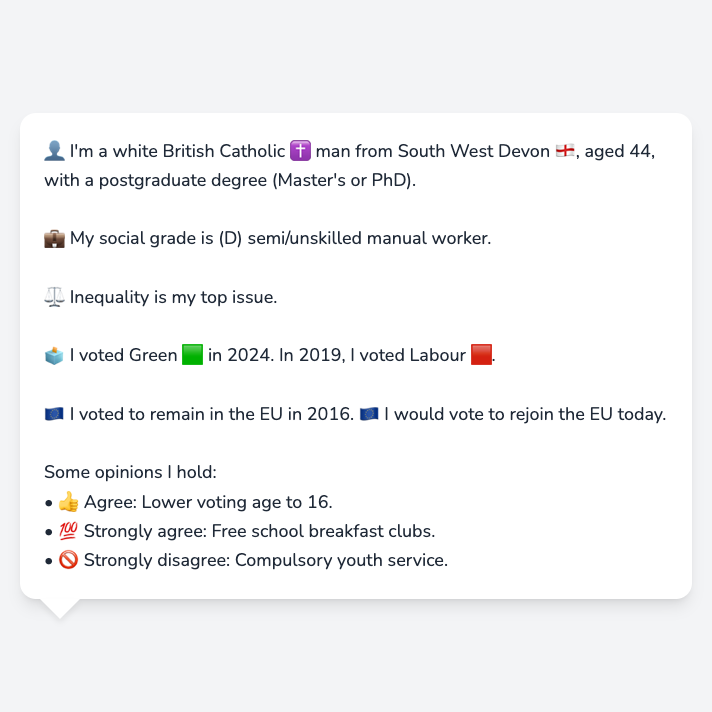 👤 I'm a white British Catholic ✝️ man from South West Devon 🏴󠁧󠁢󠁥󠁮󠁧󠁿, aged 44,
with a postgraduate degree (Master's or PhD).
💼 My social grade is (D) semi/unskilled manual worker.
⚖️ Inequality is my top issue.
🗳️ I voted Green 🟩 in 2024. In 2019, I voted Labour 🟥.
🇪🇺 I voted to remain in the EU in 2016. 🇪🇺 I would vote to rejoin the EU today.
Some opinions I hold:
• 👍 Agree: Lower voting age to 16.
• 💯 Strongly agree: Free school breakfast clubs.
• 🚫 Strongly disagree: Compulsory youth service.